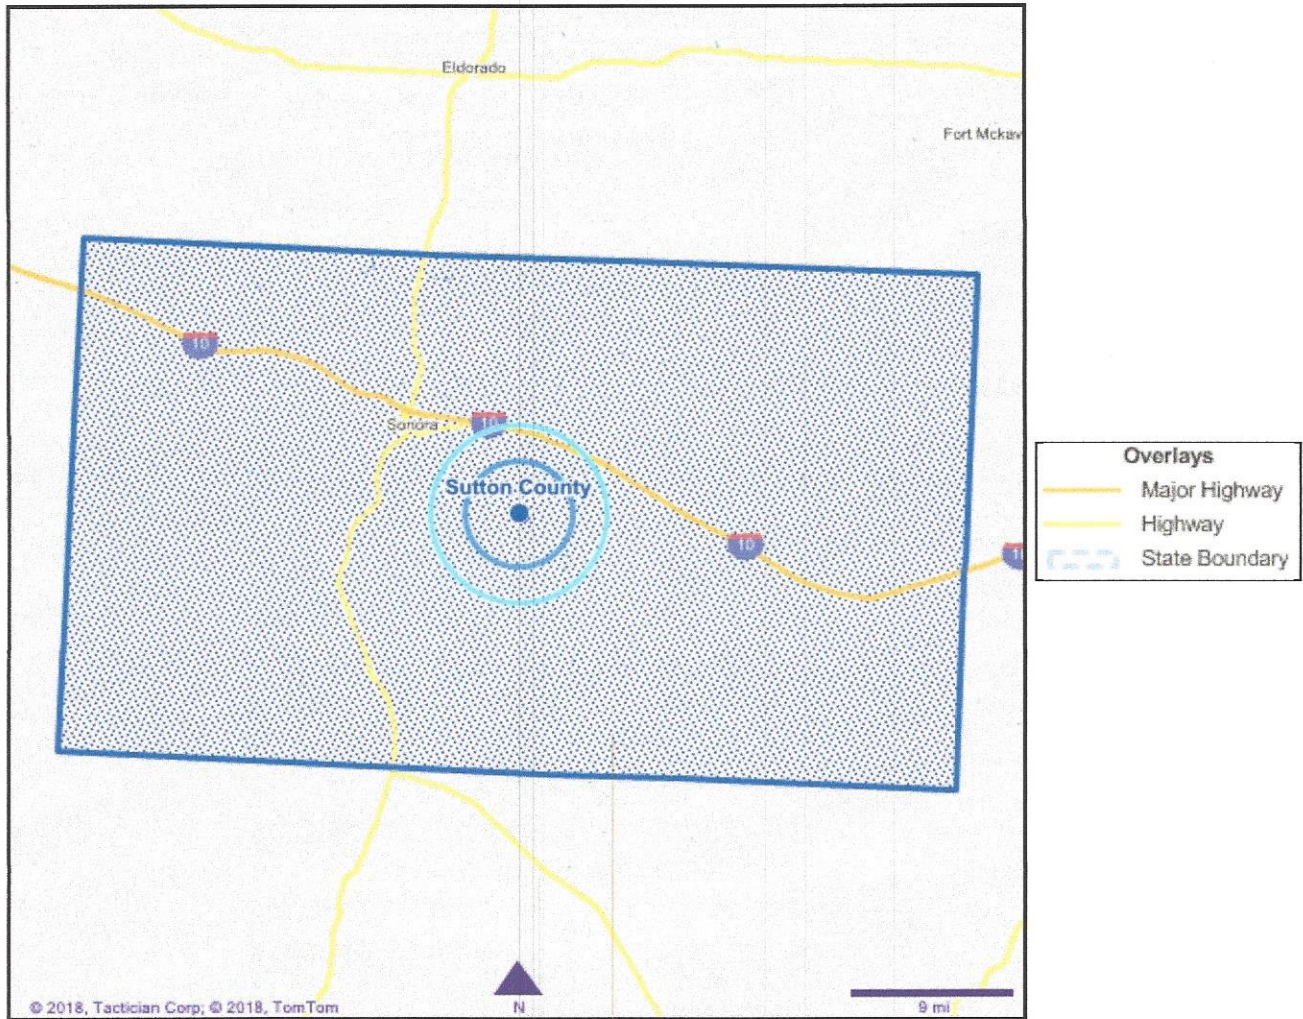 Eldorado
Fort Mckav
10
Sonora
10
Sutton County
10
10
Overlays
Major Highway
Highway
State Boundary
© 2018, Tactician Corp; © 2018, TomTom
N
9 mi